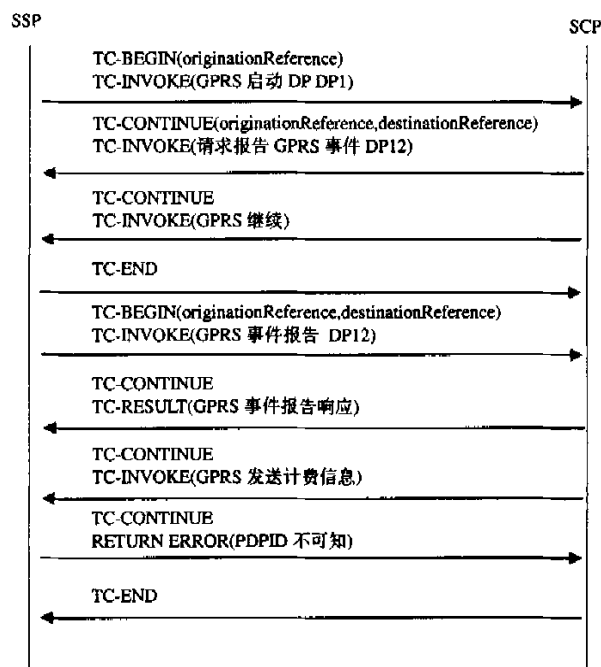 SSP
SCP
TC-BEGIN(originationReference)
TC-INVOKE(GPRS 启动 DP DP1)
TC-CONTINUE(originationReference,destinationReference)
TC-INVOKE(请求报告 GPRS 事件 DP12)
TC-CONTINUE
TC-INVOKE(GPRS 继续)
TC-END
TC-BEGIN(originationReference,destinationReference)
TC-INVOKE(GPRS 事件报告 DP12)
TC-CONTINUE
TC-RESULT(GPRS 事件报告响应)
TC-CONTINUE
TC-INVOKE(GPRS 发送计费信息)
TC-CONTINUE
RETURN ERROR(PDPID 不可知)
TC-END